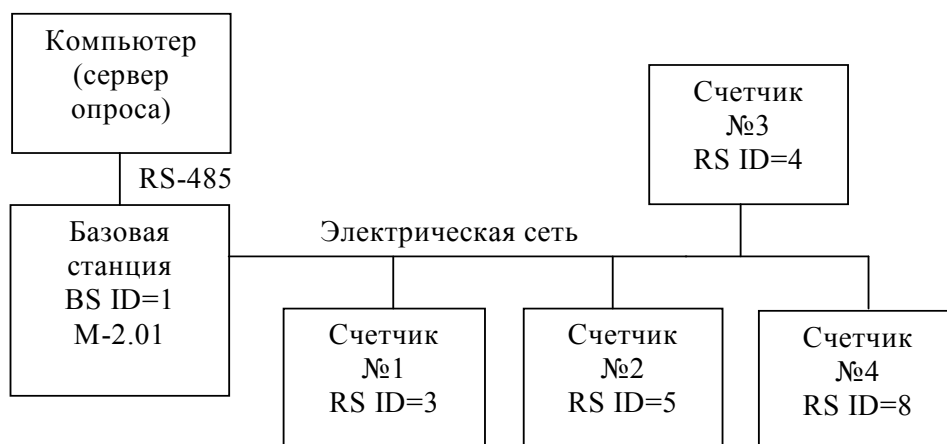 Компьютер
(сервер
опроса)
RS-485
Базовая
станция
BS ID=1
М-2.01
Электрическая сеть
Счетчик
№3
RS ID=4
Счетчик
№1
RS ID=3
Счетчик
№2
RS ID=5
Счетчик
№4
RS ID=8